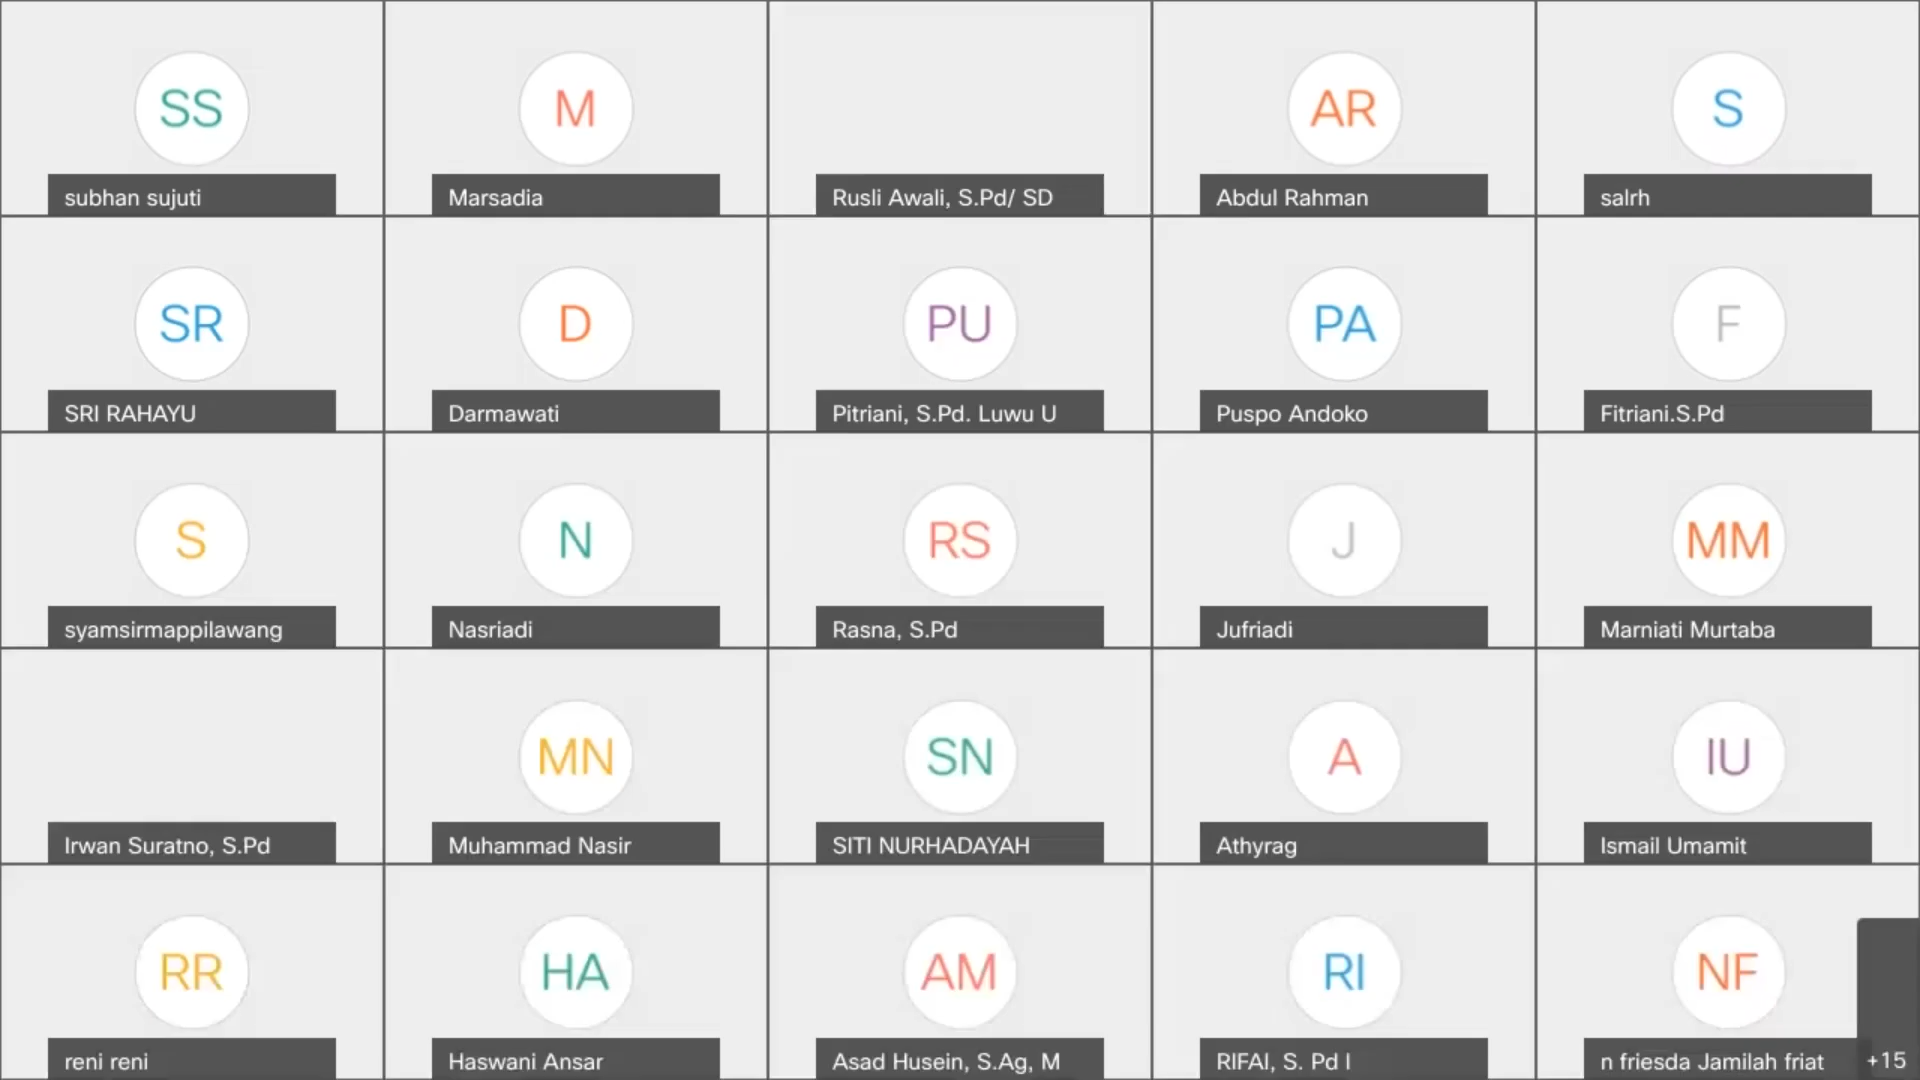 SS
subhan sujuti
M
Marsadia
Rusli Awali, S.Pd/ SD
AR
Abdul Rahman
S
salrh
SR
SRI RAHAYU
D
Darmawati
PU
Pitriani, S.Pd. Luwu U
PA
Puspo Andoko
F
Fitriani.S.Pd
S
syamsirmappilawang
N
Nasriadi
RS
Rasna, S.Pd
J
Jufriadi
MM
Marniati Murtaba
Irwan Suratno, S.Pd
MN
Muhammad Nasir
SN
SITI NURHADAYAH
A
Athyrag
IU
Ismail Umamit
RR
reni reni
HA
Haswani Ansar
AM
Asad Husein, S.Ag, M
RI
RIFAI, S. Pd I
NF
n friesda Jamilah friat
+15